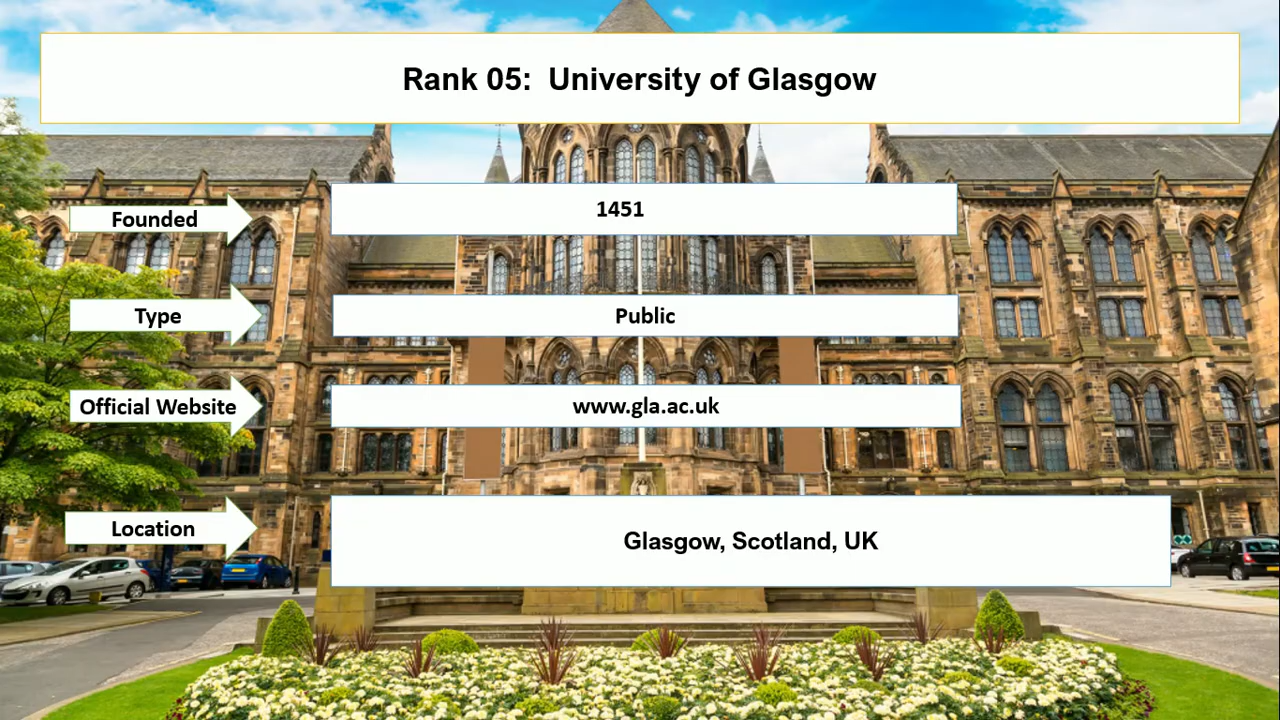 Rank 05:  University of Glasgow
Founded
1451
Type
Public
Official Website
www.gla.ac.uk
Location
Glasgow, Scotland, UK